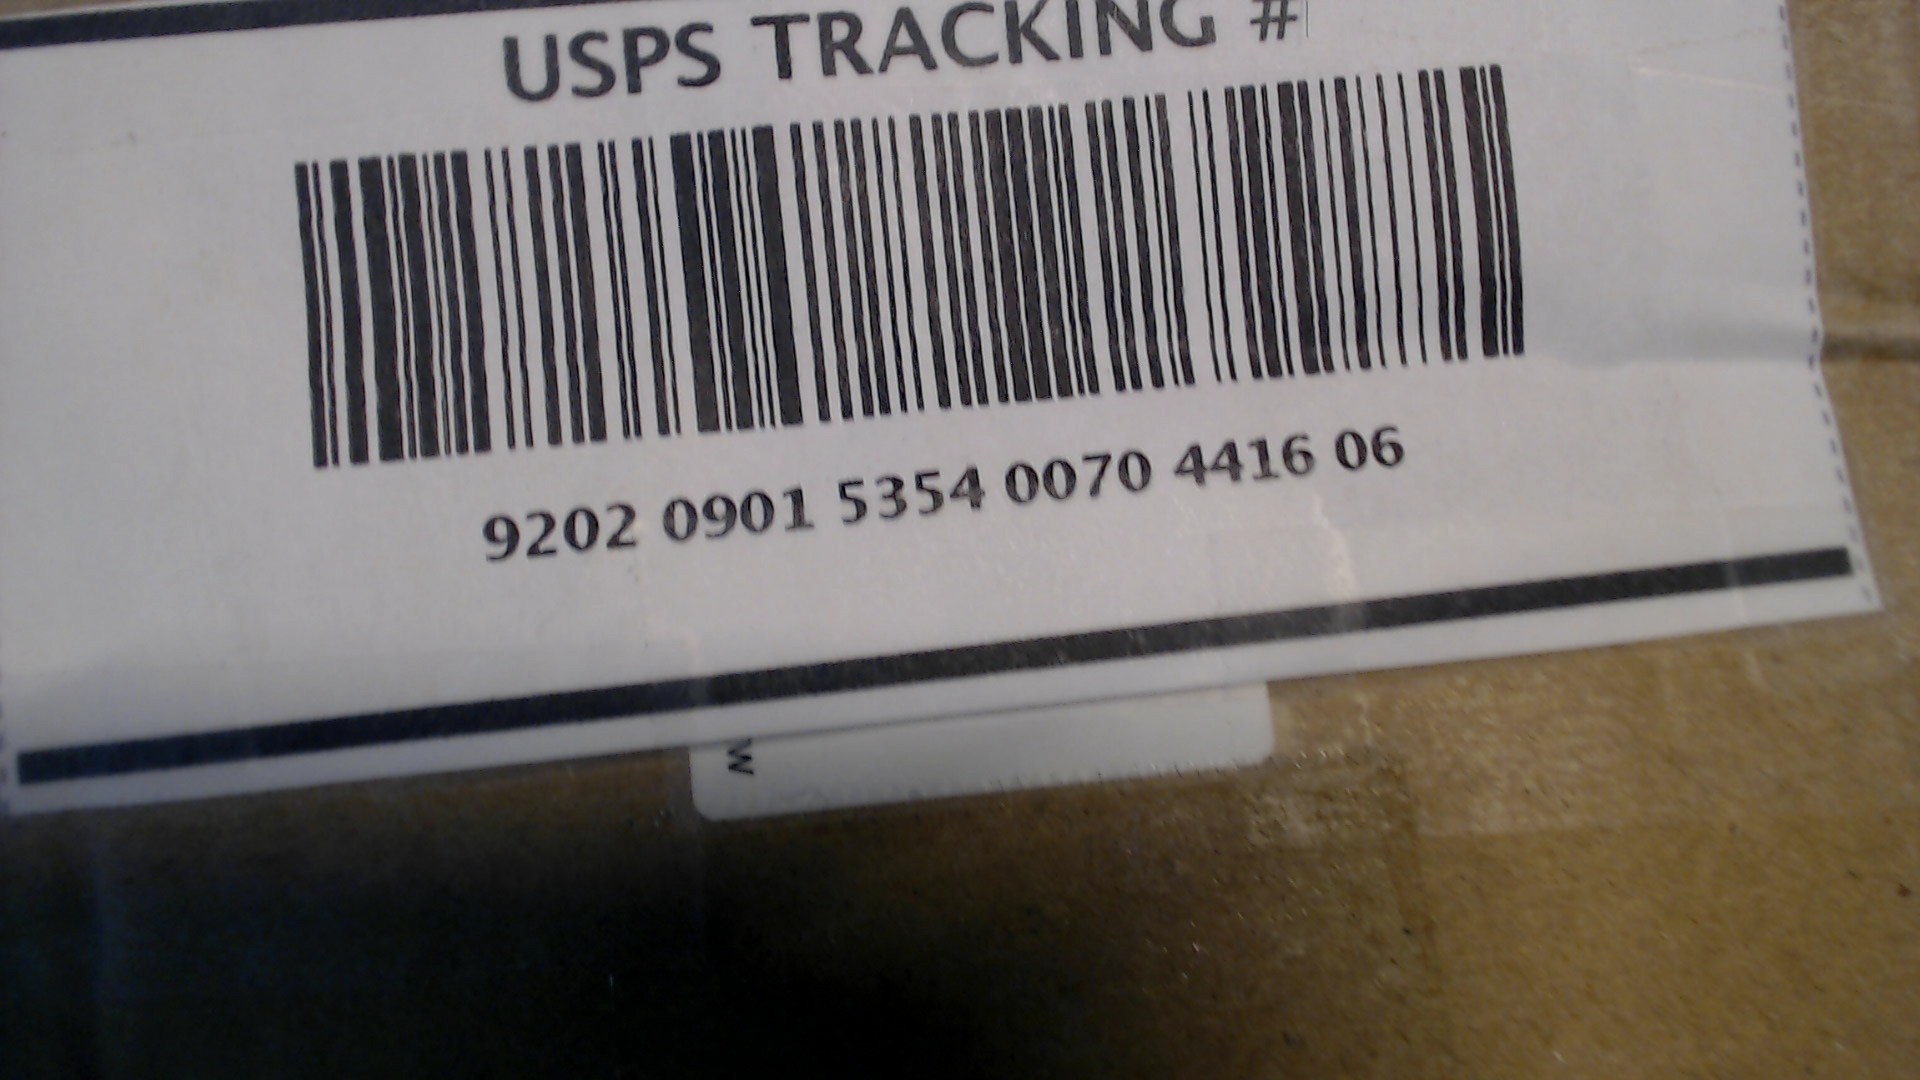 USPS TRACKING #
9202 0901 5354 0070 4416 06
W